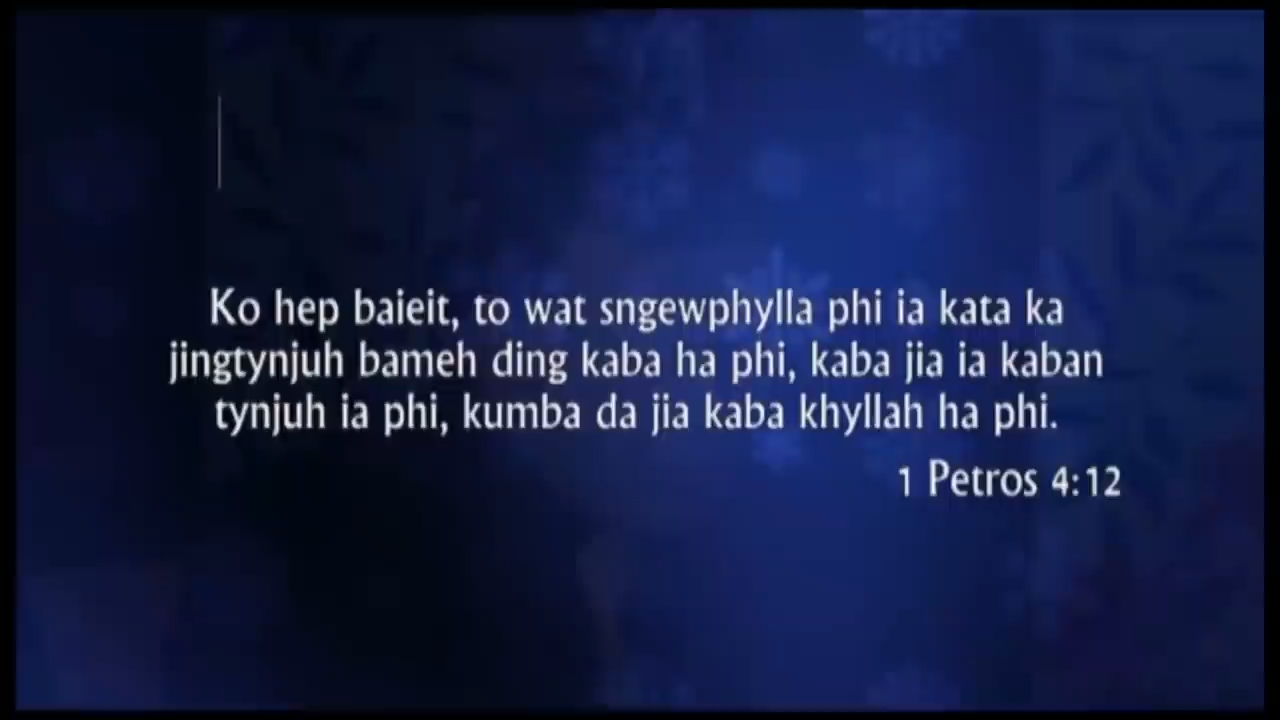 Ko hep baieit, to wat sngewphylla phi ia kata ka
jingtynjuh bameh ding kaba ha phi, kaba jia ia kaban
tynjuh ia phi, kumba da jia kaba khyllah ha phi.
1 Petros 4:12